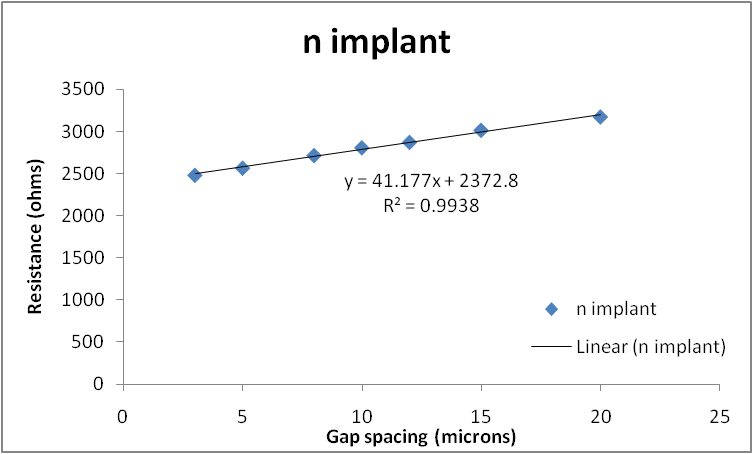 n implant
3500
3000
2500
2000
1500
1000
500
0
Resistance (ohms)
y = 41.177x + 2372.8
R² = 0.9938
n implant
Linear (n implant)
0 5 10 15 20 25
Gap spacing (microns)